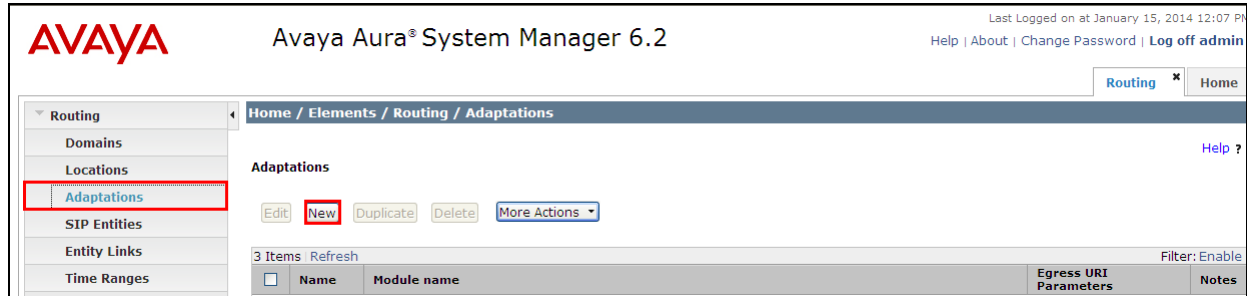 AVAYA
Avaya Aura® System Manager 6.2
Last Logged on at January 15, 2014 12:07 PM
Help | About | Change Password | Log off admin
Routing ✖ Home
Routing
Domains
Locations
Adaptations
SIP Entities
Entity Links
Time Ranges
Home / Elements / Routing / Adaptations
Help ?
Adaptations
Edit New Duplicate Delete More Actions
3 Items | Refresh Filter: Enable
Name Module name Egress URI Parameters Notes